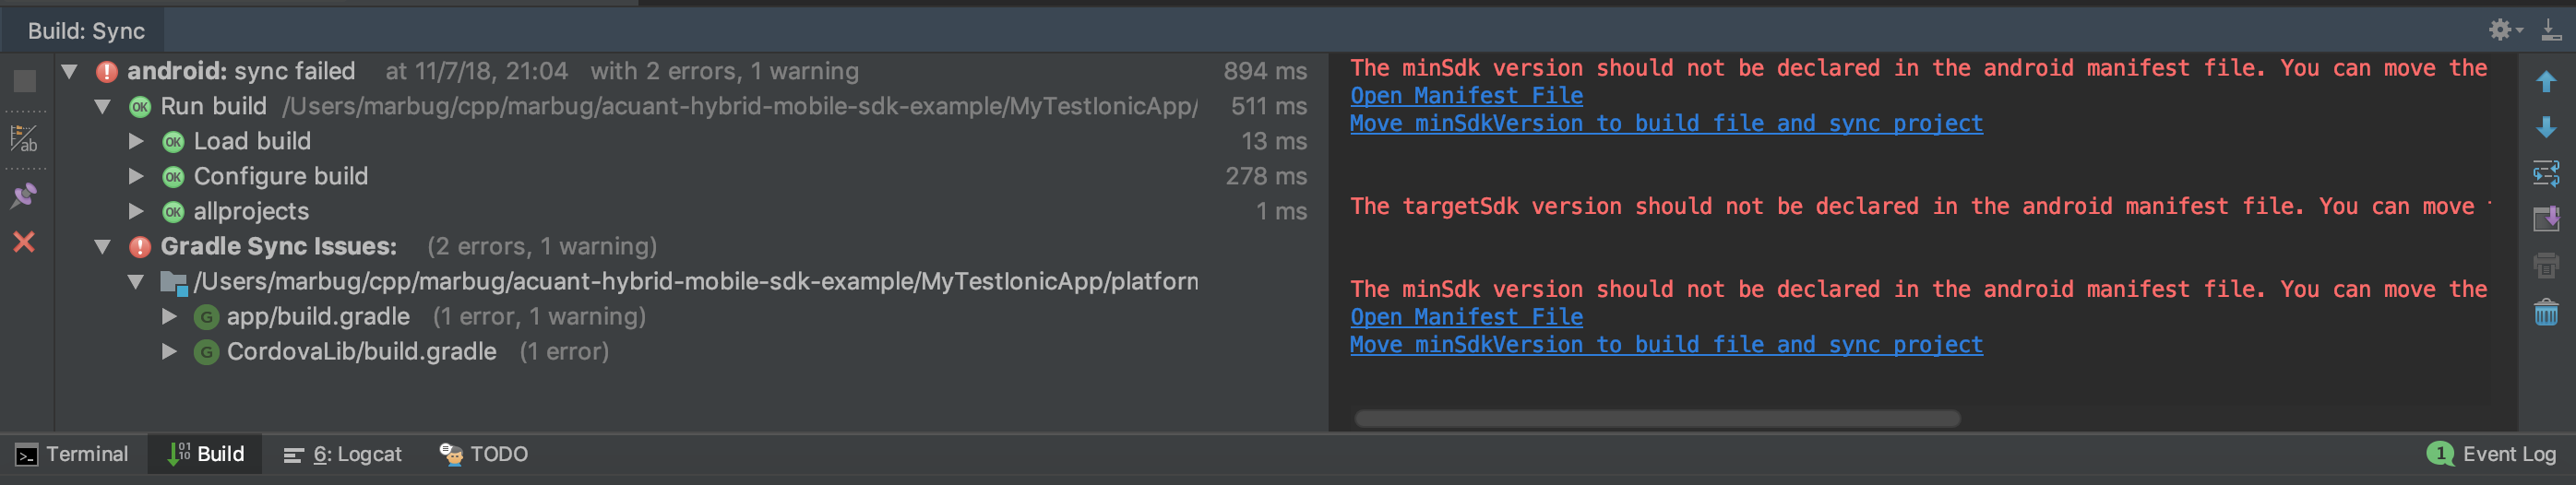 Build: Sync
android: sync failed at 11/7/18, 21:04 with 2 errors, 1 warning 894 ms
Run build /Users/marbug/cpp/marbug/acuant-hybrid-mobile-sdk-example/MyTestIonicApp/ 511 ms
Load build 13 ms
Configure build 278 ms
allprojects 1 ms
Gradle Sync Issues: (2 errors, 1 warning)
/Users/marbug/cpp/marbug/acuant-hybrid-mobile-sdk-example/MyTestIonicApp/platforn
app/build.gradle (1 error, 1 warning)
CordovaLib/build.gradle (1 error)
The minSdk version should not be declared in the android manifest file. You can move the
Open Manifest File
Move minSdkVersion to build file and sync project
The targetSdk version should not be declared in the android manifest file. You can move
The minSdk version should not be declared in the android manifest file. You can move the
Open Manifest File
Move minSdkVersion to build file and sync project
Terminal Build 6: Logcat TODO 1 Event Log